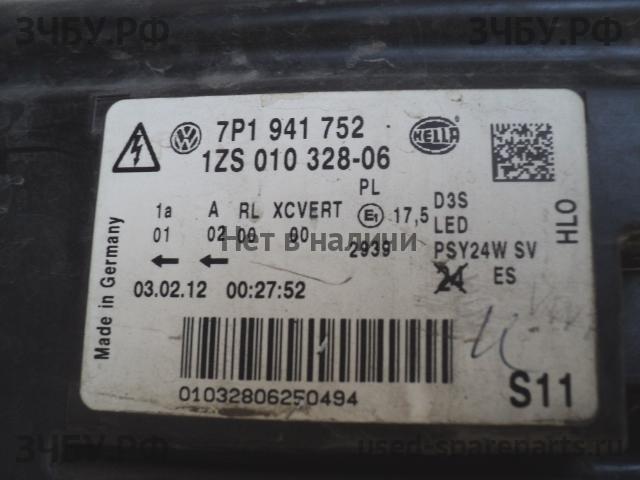 ЗЧБУ.РФ
ЗЧБУ.РФ
7P1 941 752
HELLA
1ZS 010 328-06
PL
1a A RL XCVERT E1 17,5 D3S
01 02 00 00 LED
Нет в наличии
2939 PSY24W SV
24 ES
HLO
Made in Germany
03.02.12 00:27:52
01032806250494
S11
ЗЧБУ.РФ
used-spareparts.ru